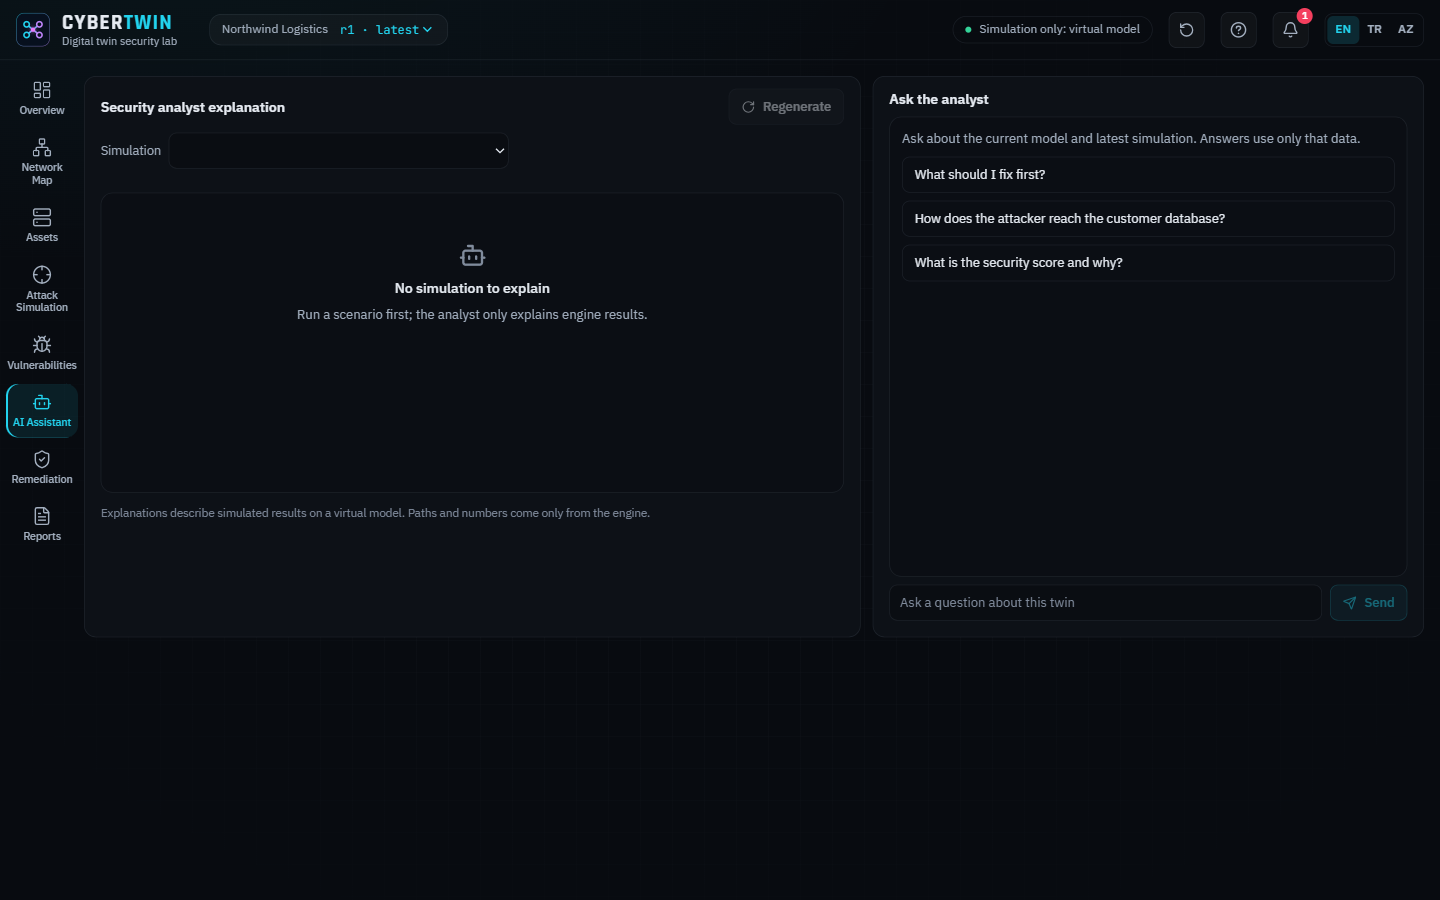 CYBERTWIN
Digital twin security lab
Northwind Logistics r1 · latest
Simulation only: virtual model
1
EN TR AZ
Overview
Network
Map
Assets
Attack
Simulation
Vulnerabilities
AI Assistant
Remediation
Reports
Security analyst explanation
Regenerate
Simulation
No simulation to explain
Run a scenario first; the analyst only explains engine results.
Explanations describe simulated results on a virtual model. Paths and numbers come only from the engine.
Ask the analyst
Ask about the current model and latest simulation. Answers use only that data.
What should I fix first?
How does the attacker reach the customer database?
What is the security score and why?
Ask a question about this twin
Send